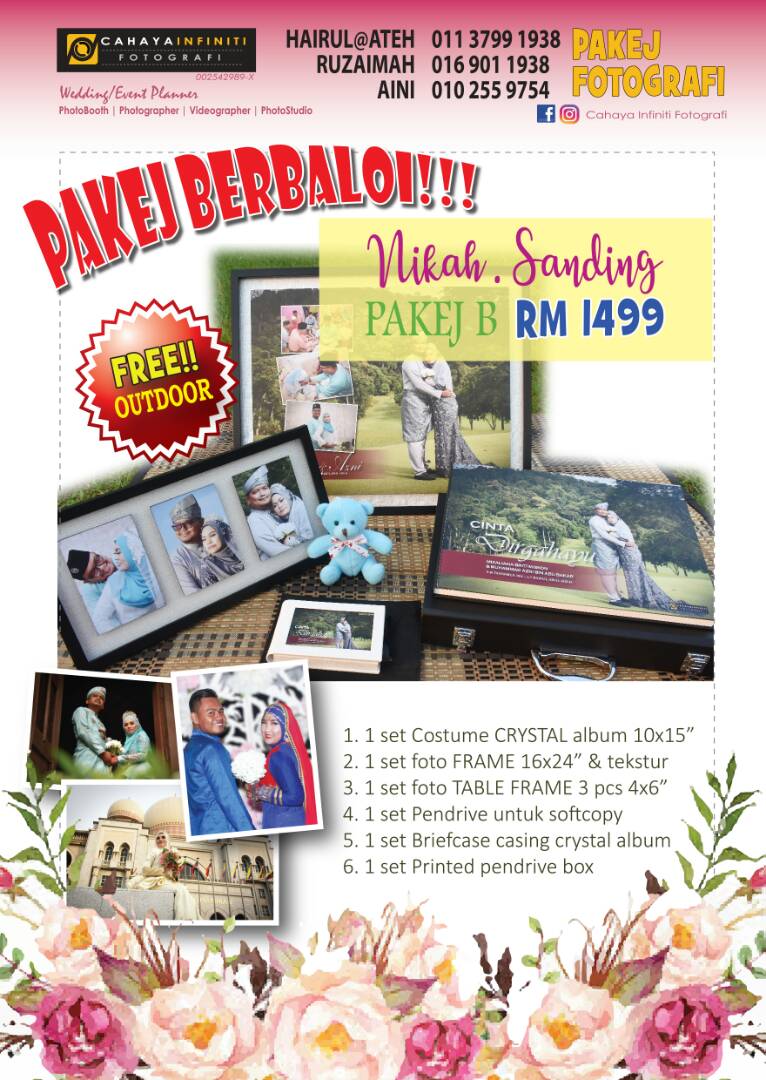 CAHAYAINFINITI
FOTOGRAFI
002542989-X
Wedding/Event Planner
PhotoBooth | Photographer | Videographer | PhotoStudio
HAIRUL@ATEH 011 3799 1938
RUZAIMAH 016 901 1938
AINI 010 255 9754
PAKEJ
FOTOGRAFI
Cahaya Infiniti Fotografi
PAKEJ BERBALOI!!!
Nikah . Sanding
PAKEJ B RM 1499
FREE!!
OUTDOOR
Azni
CINTA
Dirgahayu
CINTA
1. 1 set Costume CRYSTAL album 10x15”
2. 1 set foto FRAME 16x24” & tekstur
3. 1 set foto TABLE FRAME 3 pcs 4x6”
4. 1 set Pendrive untuk softcopy
5. 1 set Briefcase casing crystal album
6. 1 set Printed pendrive box